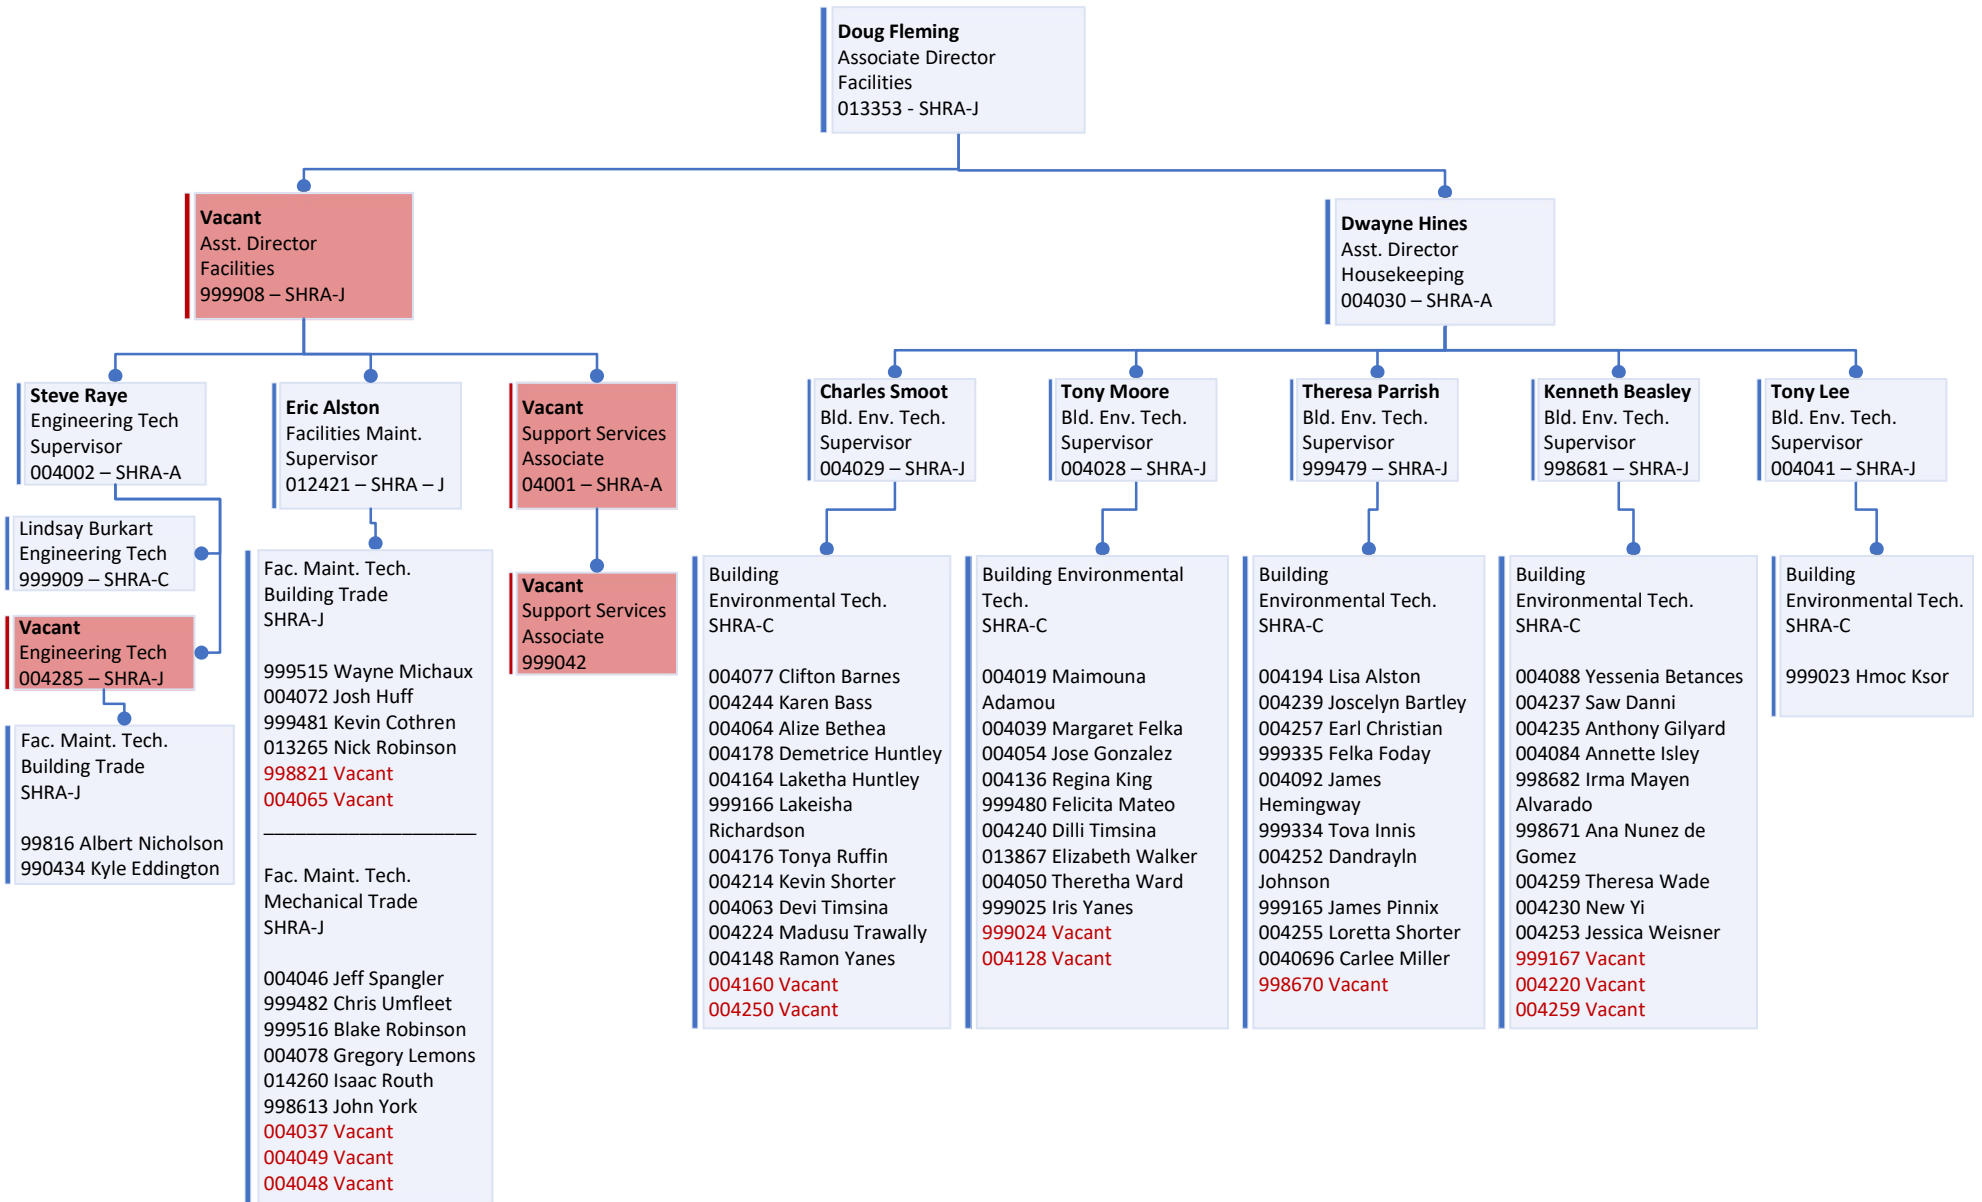 Doug Fleming
Associate Director
Facilities
013353 - SHRA-J
Vacant
Asst. Director
Facilities
999908 – SHRA-J
Dwayne Hines
Asst. Director
Housekeeping
004030 – SHRA-A
Steve Raye
Engineering Tech
Supervisor
004002 – SHRA-A
Eric Alston
Facilities Maint.
Supervisor
012421 – SHRA – J
Vacant
Support Services
Associate
04001 – SHRA-A
Charles Smoot
Bld. Env. Tech.
Supervisor
004029 – SHRA-J
Tony Moore
Bld. Env. Tech.
Supervisor
004028 – SHRA-J
Theresa Parrish
Bld. Env. Tech.
Supervisor
999479 – SHRA-J
Kenneth Beasley
Bld. Env. Tech.
Supervisor
998681 – SHRA-J
Tony Lee
Bld. Env. Tech.
Supervisor
004041 – SHRA-J
Lindsay Burkart
Engineering Tech
999909 – SHRA-C
Vacant
Engineering Tech
004285 – SHRA-J
Fac. Maint. Tech.
Building Trade
SHRA-J
99816 Albert Nicholson
990434 Kyle Eddington
Fac. Maint. Tech.
Building Trade
SHRA-J
999515 Wayne Michaux
004072 Josh Huff
999481 Kevin Cothren
013265 Nick Robinson
998821 Vacant
004065 Vacant
Fac. Maint. Tech.
Mechanical Trade
SHRA-J
004046 Jeff Spangler
999482 Chris Umfleet
999516 Blake Robinson
004078 Gregory Lemons
014260 Isaac Routh
998613 John York
004037 Vacant
004049 Vacant
004048 Vacant
Vacant
Support Services
Associate
999042
Building
Environmental Tech.
SHRA-C
004077 Clifton Barnes
004244 Karen Bass
004064 Alize Bethea
004178 Demetrice Huntley
004164 Laketha Huntley
999166 Lakeisha
Richardson
004176 Tonya Ruffin
004214 Kevin Shorter
004063 Devi Timsina
004224 Madusu Trawally
004148 Ramon Yanes
004160 Vacant
004250 Vacant
Building Environmental
Tech.
SHRA-C
004019 Maimouna
Adamou
004039 Margaret Felka
004054 Jose Gonzalez
004136 Regina King
999480 Felicita Mateo
004240 Dilli Timsina
013867 Elizabeth Walker
004050 Theretha Ward
999025 Iris Yanes
999024 Vacant
004128 Vacant
Building
Environmental Tech.
SHRA-C
004194 Lisa Alston
004239 Joscelyn Bartley
004257 Earl Christian
999335 Felka Foday
004092 James
Hemingway
999334 Tova Innis
004252 Dandrayln
Johnson
999165 James Pinnix
004255 Loretta Shorter
0040696 Carlee Miller
998670 Vacant
Building
Environmental Tech.
SHRA-C
004088 Yessenia Betances
004237 Saw Danni
004235 Anthony Gilyard
004084 Annette Isley
998682 Irma Mayen
Alvarado
998671 Ana Nunez de
Gomez
004259 Theresa Wade
004230 New Yi
004253 Jessica Weisner
999167 Vacant
004220 Vacant
004259 Vacant
Building
Environmental Tech.
SHRA-C
999023 Hmoc Ksor